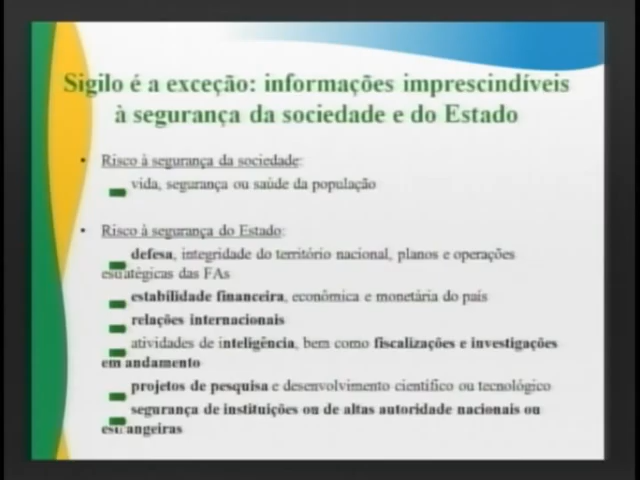 Sigilo é a exceção: informações imprescindíveis
à segurança da sociedade e do Estado
• Risco à segurança da sociedade:
vida, segurança ou saúde da população
• Risco à segurança do Estado:
defesa, integridade do território nacional, planos e operações
estratégicas das FAs
estabilidade financeira, econômica e monetária do país
relações internacionais
atividades de inteligência, bem como fiscalizações e investigações
em andamento
projetos de pesquisa e desenvolvimento científico ou tecnológico
segurança de instituições ou de altas autoridade nacionais ou
estrangeiras